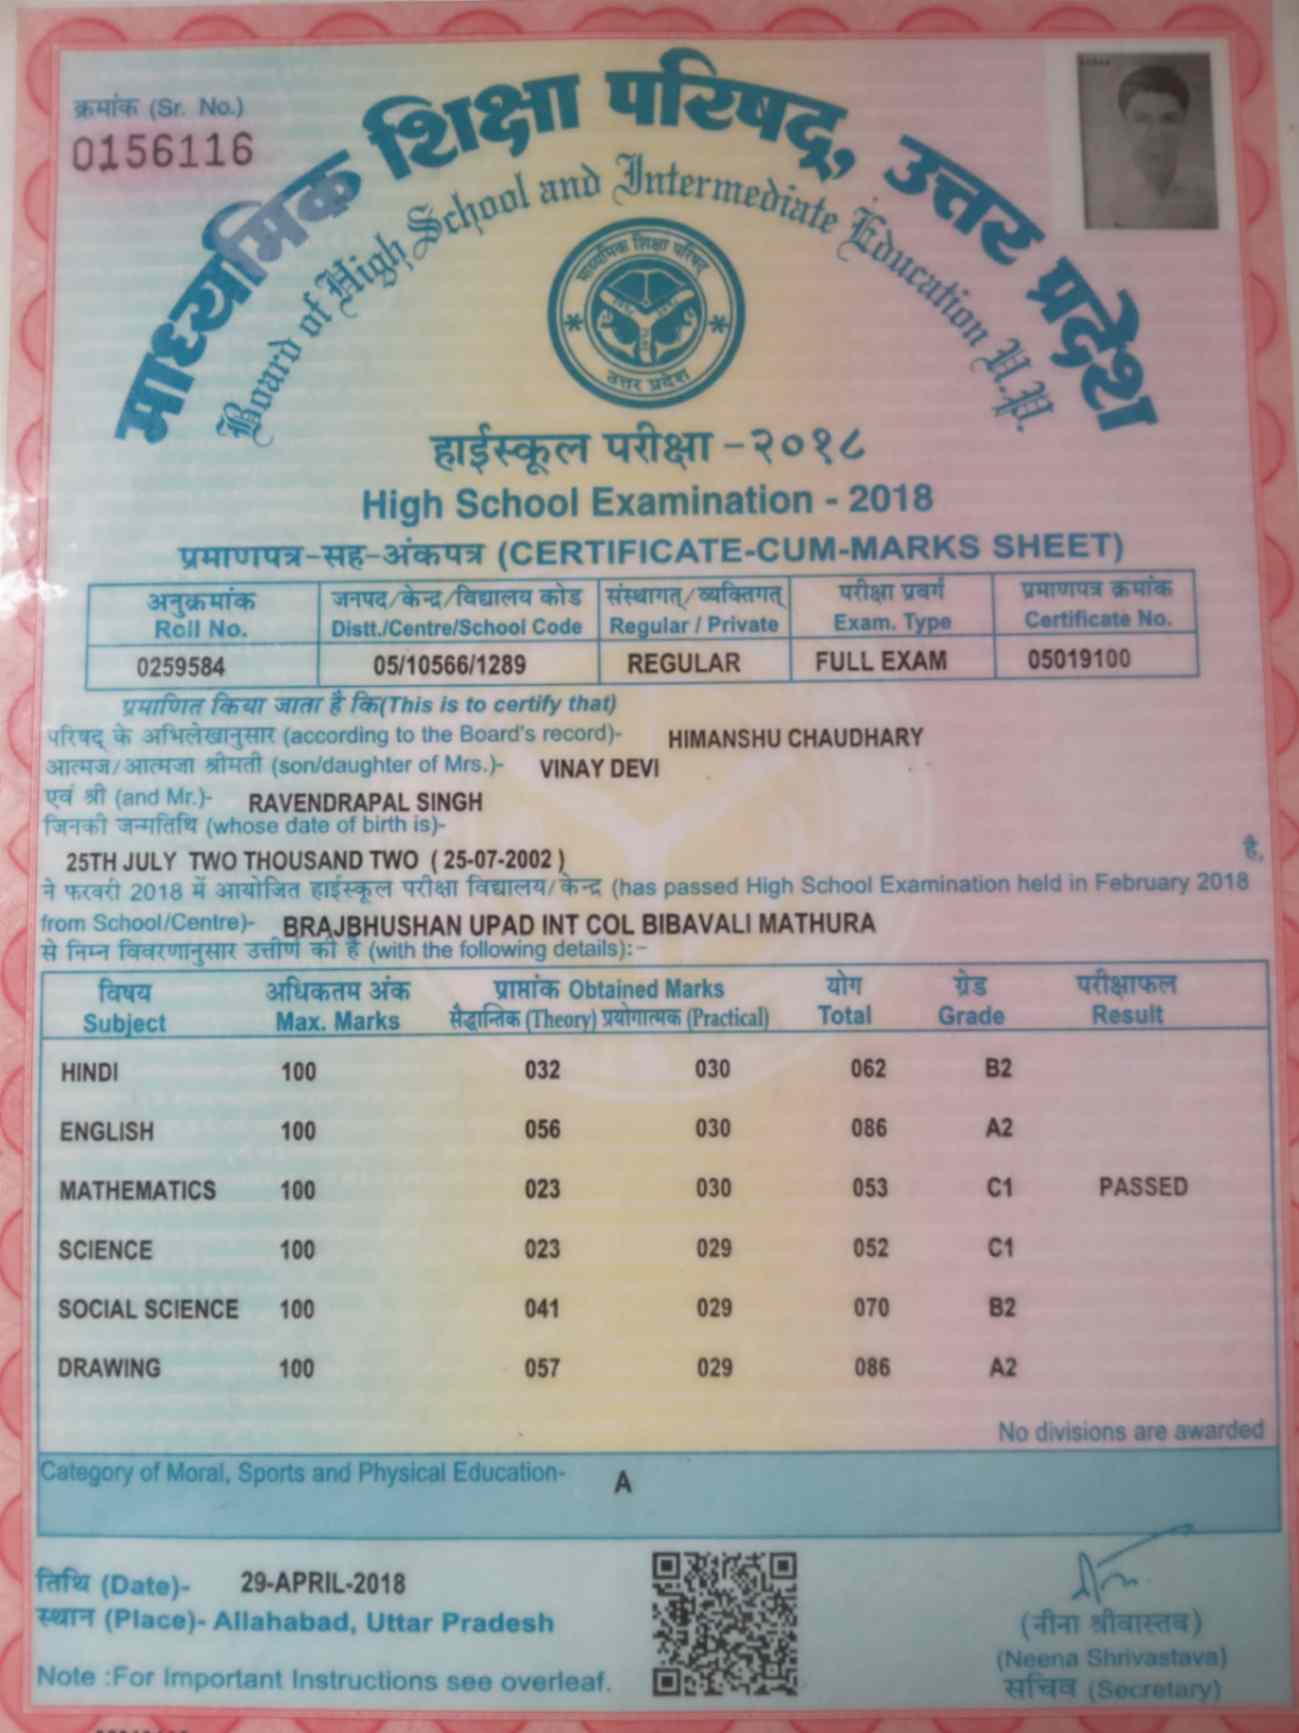 क्रमांक (Sr. No.)
0156116
माध्यमिक शिक्षा परिषद्, उत्तर प्रदेश
Board of High School and Intermediate Education U.P.
माध्यमिक शिक्षा परिषद्
उत्तर प्रदेश
हाईस्कूल परीक्षा - २०१८
High School Examination - 2018
प्रमाणपत्र-सह-अंकपत्र (CERTIFICATE-CUM-MARKS SHEET)
अनुक्रमांक जनपद/केन्द्र/विद्यालय कोड संस्थागत्/व्यक्तिगत् परीक्षा प्रवर्ग प्रमाणपत्र क्रमांक
Roll No. Distt./Centre/School Code Regular / Private Exam. Type Certificate No.
0259584 05/10566/1289 REGULAR FULL EXAM 05019100
प्रमाणित किया जाता है कि(This is to certify that)
परिषद् के अभिलेखानुसार (according to the Board's record)- HIMANSHU CHAUDHARY
आत्मज/आत्मजा श्रीमती (son/daughter of Mrs.)- VINAY DEVI
एवं श्री (and Mr.)- RAVENDRAPAL SINGH
जिनकी जन्मतिथि (whose date of birth is)-
25TH JULY TWO THOUSAND TWO ( 25-07-2002 ) है,
ने फरवरी 2018 में आयोजित हाईस्कूल परीक्षा विद्यालय/केन्द्र (has passed High School Examination held in February 2018
from School/Centre)- BRAJBHUSHAN UPAD INT COL BIBAVALI MATHURA
से निम्न विवरणानुसार उत्तीर्ण की है (with the following details):-
विषय अधिकतम अंक प्राप्तांक Obtained Marks योग ग्रेड परीक्षाफल
Subject Max. Marks सैद्धान्तिक (Theory) प्रयोगात्मक (Practical) Total Grade Result
HINDI 100 032 030 062 B2
ENGLISH 100 056 030 086 A2
MATHEMATICS 100 023 030 053 C1 PASSED
SCIENCE 100 023 029 052 C1
SOCIAL SCIENCE 100 041 029 070 B2
DRAWING 100 057 029 086 A2
No divisions are awarded
Category of Moral, Sports and Physical Education- A
तिथि (Date)- 29-APRIL-2018
स्थान (Place)- Allahabad, Uttar Pradesh
(नीना श्रीवास्तव)
(Neena Shrivastava)
सचिव (Secretary)
Note :For Important Instructions see overleaf.